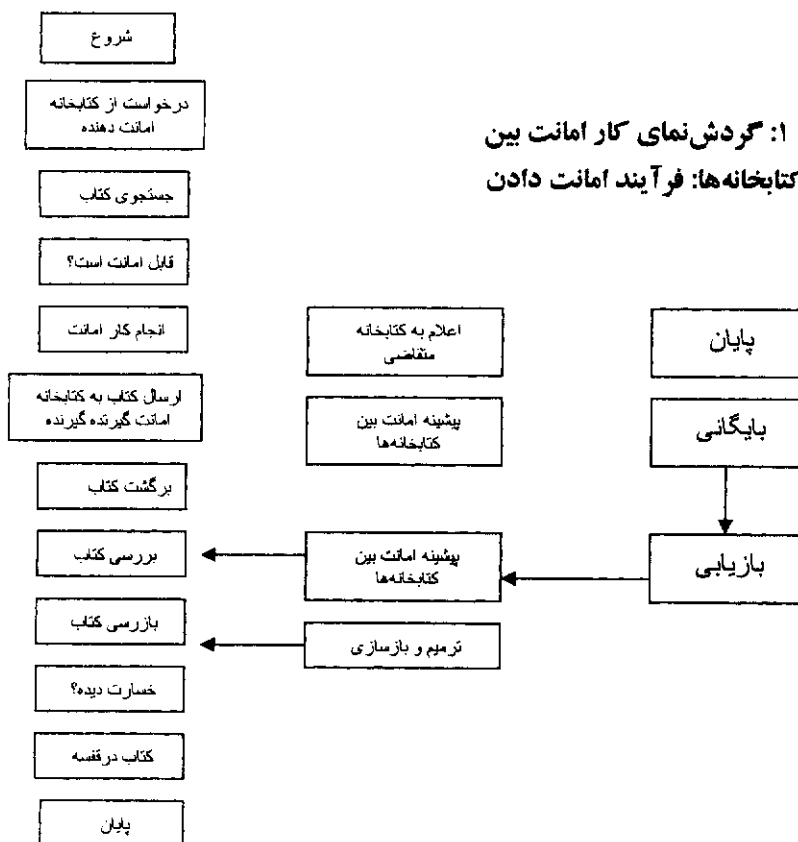 شروع
درخواست از کتابخانه
امانت دهنده
۱: گردش‌نمای کار امانت بین
کتابخانه‌ها: فرآیند امانت دادن
جستجوی کتاب
قابل امانت است؟
انجام کار امانت
اعلام به کتابخانه
متقاضی
پایان
ارسال کتاب به کتابخانه
امانت گیرنده گیرنده
پیشینه امانت بین
کتابخانه‌ها
بایگانی
برگشت کتاب
بررسی کتاب
پیشینه امانت بین
کتابخانه‌ها
بازیابی
بازرسی کتاب
ترمیم و بازسازی
خسارت دیده؟
کتاب درقفسه
پایان